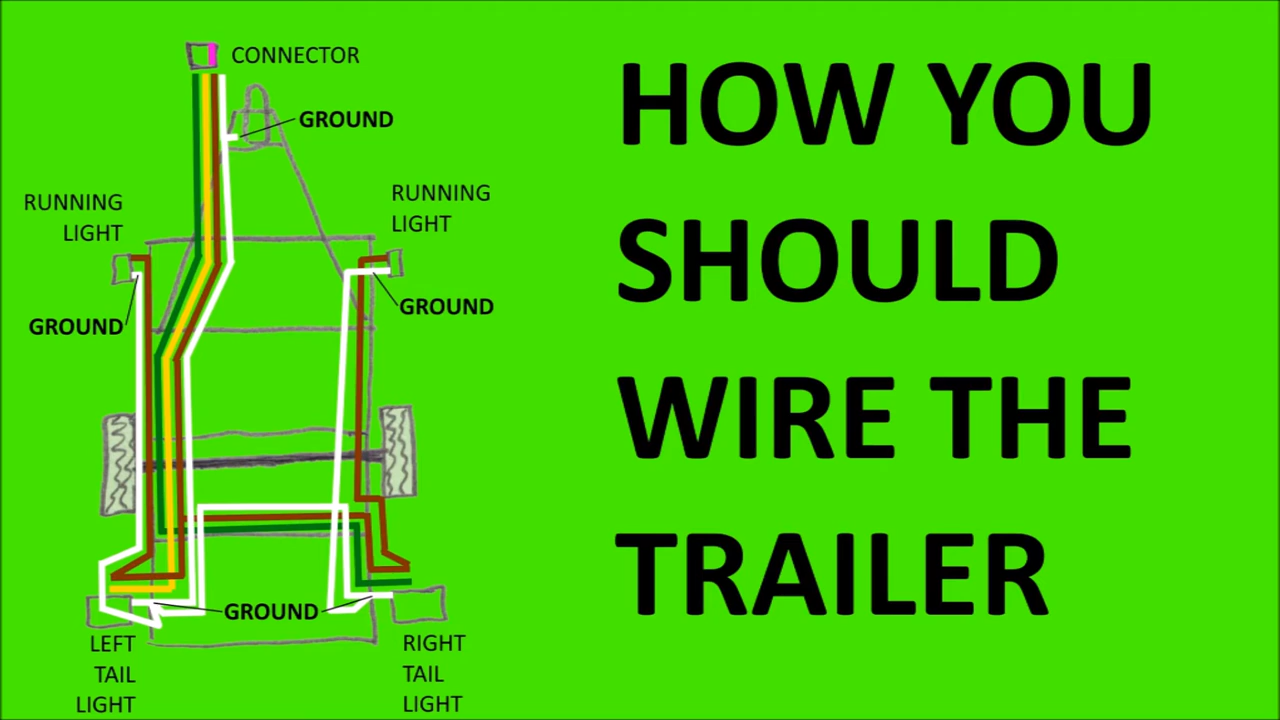 CONNECTOR
GROUND
RUNNING
LIGHT
RUNNING
LIGHT
GROUND
GROUND
GROUND
LEFT
TAIL
LIGHT
RIGHT
TAIL
LIGHT
HOW YOU
SHOULD
WIRE THE
TRAILER